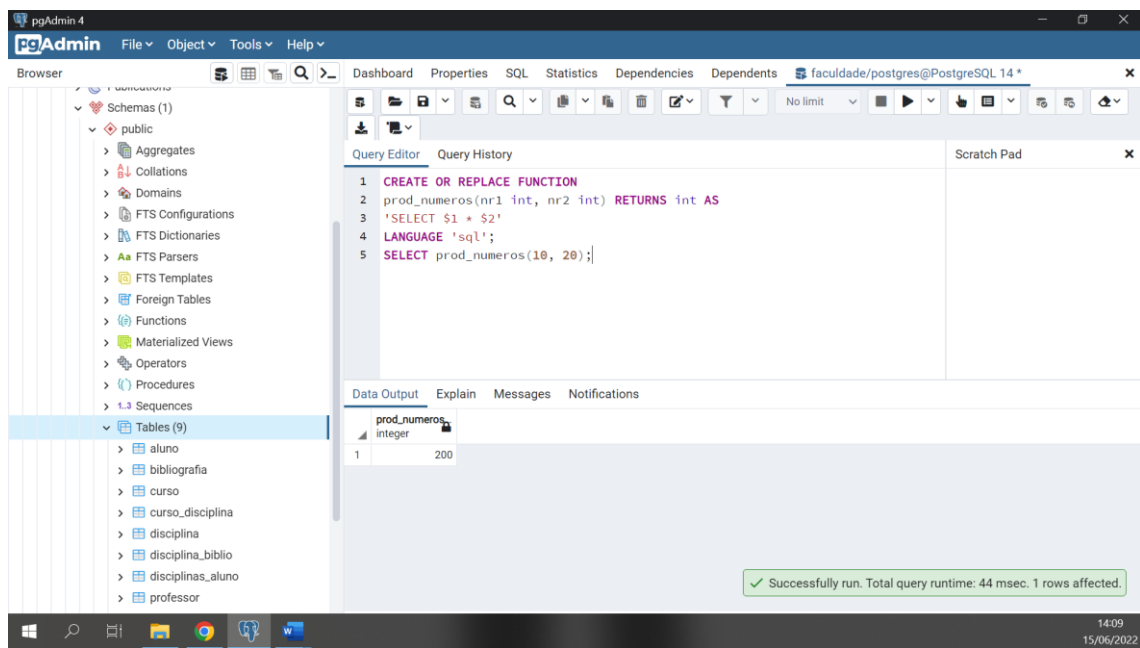 pgAdmin 4
pgAdmin File Object Tools Help
Browser
Dashboard Properties SQL Statistics Dependencies Dependents faculdade/postgres@PostgreSQL 14 *
No limit
Publications
Schemas (1)
public
Aggregates
Collations
Domains
FTS Configurations
FTS Dictionaries
Aa FTS Parsers
FTS Templates
Foreign Tables
Functions
Materialized Views
Operators
Procedures
1..3 Sequences
Tables (9)
aluno
bibliografia
curso
curso_disciplina
disciplina
disciplina_biblio
disciplinas_aluno
professor
Query Editor Query History
Scratch Pad
1 CREATE OR REPLACE FUNCTION
2 prod_numeros(nr1 int, nr2 int) RETURNS int AS
3 'SELECT $1 * $2'
4 LANGUAGE 'sql';
5 SELECT prod_numeros(10, 20);
Data Output Explain Messages Notifications
prod_numeros
integer
1 200
Successfully run. Total query runtime: 44 msec. 1 rows affected.
14:09
15/06/2022